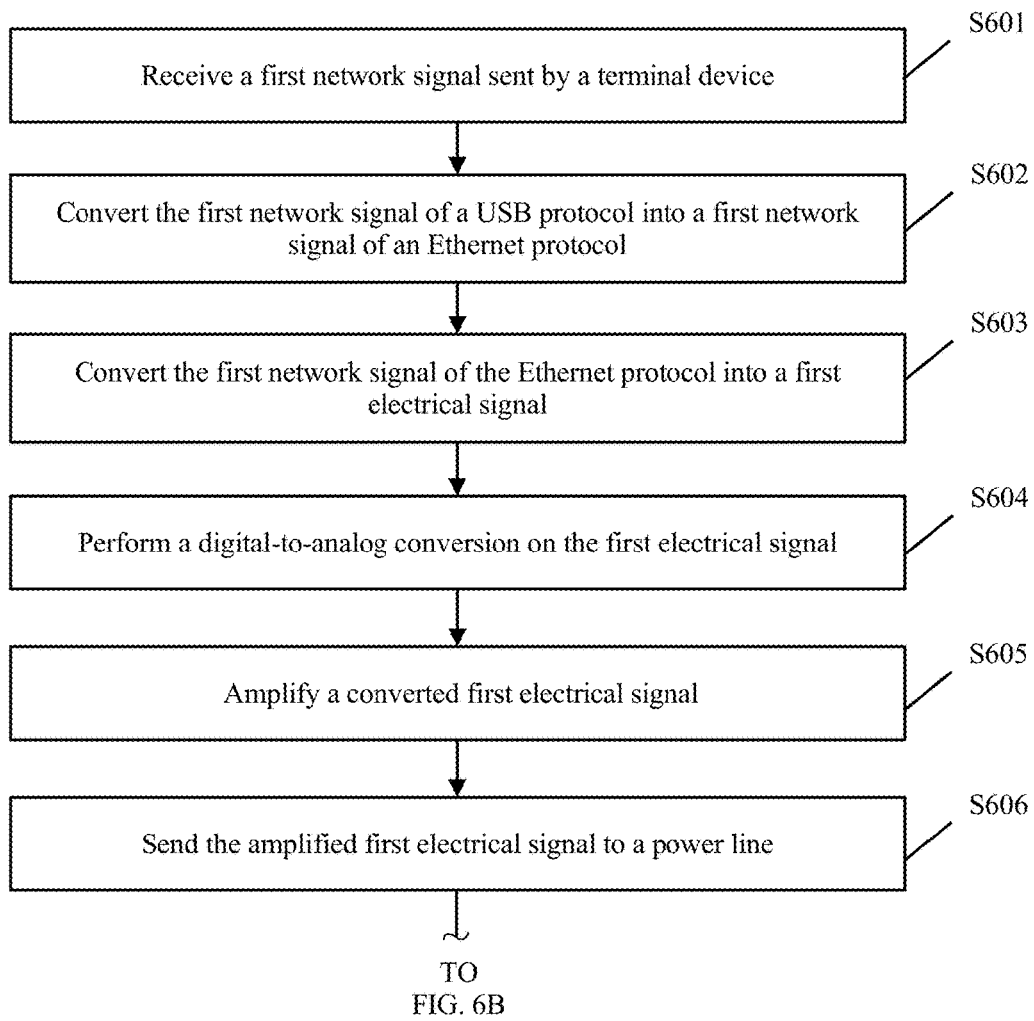 S601
Receive a first network signal sent by a terminal device
S602
Convert the first network signal of a USB protocol into a first network
signal of an Ethernet protocol
S603
Convert the first network signal of the Ethernet protocol into a first
electrical signal
S604
Perform a digital-to-analog conversion on the first electrical signal
S605
Amplify a converted first electrical signal
S606
Send the amplified first electrical signal to a power line
TO
FIG. 6B